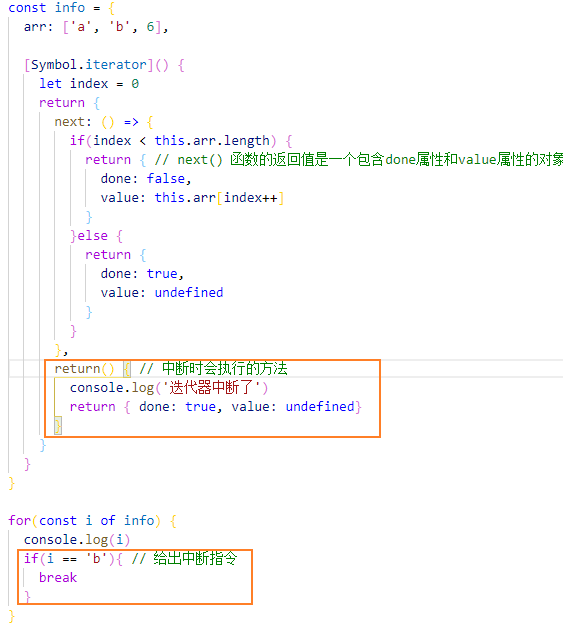 const info = {
  arr: ['a', 'b', 6],
  [Symbol.iterator]() {
    let index = 0
    return {
      next: () => {
        if(index < this.arr.length) {
          return { // next() 函数的返回值是一个包含done属性和value属性的对象
            done: false,
            value: this.arr[index++]
          }
        }else {
          return {
            done: true,
            value: undefined
          }
        }
      },
      return() { // 中断时会执行的方法
        console.log('迭代器中断了')
        return { done: true, value: undefined}
      }
    }
  }
}
for(const i of info) {
  console.log(i)
  if(i == 'b'){ // 给出中断指令
    break
  }
}